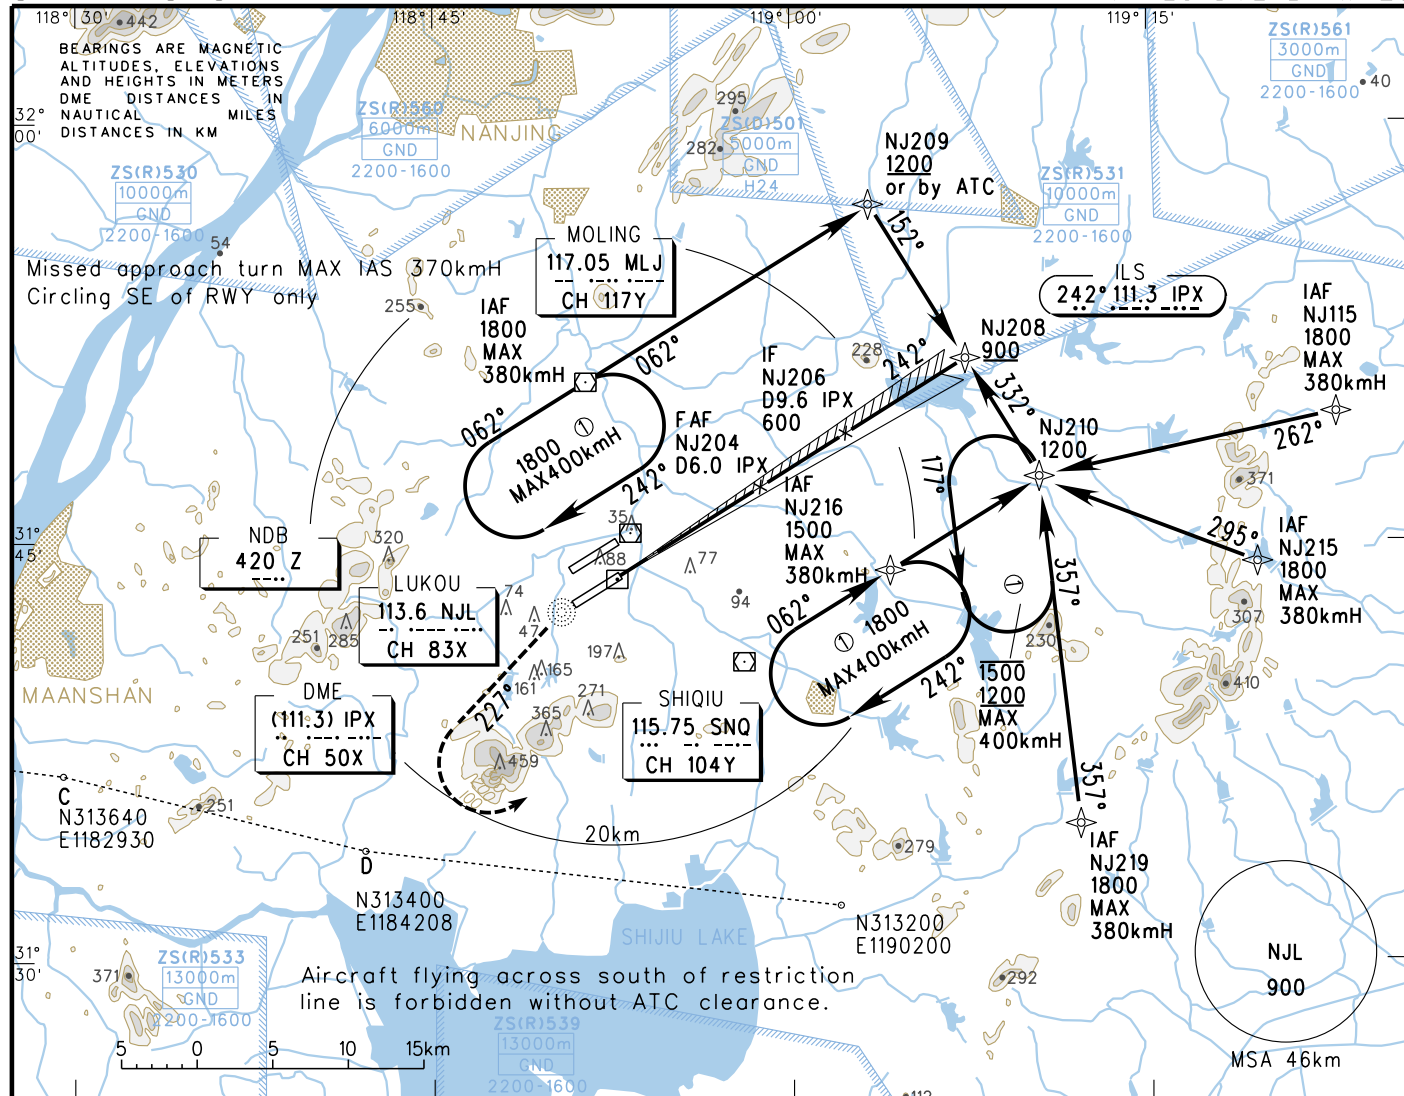 118° 30'
118° 45'
119° 00'
119° 15'
442
BEARINGS ARE MAGNETIC
ALTITUDES, ELEVATIONS
AND HEIGHTS IN METERS
DME DISTANCES IN
NAUTICAL MILES
DISTANCES IN KM
32°
00'
ZS(R)560
6000m
GND
2200-1600
NANJING
295
ZS(D)501
5000m
GND
H24
282
ZS(R)561
3000m
GND
2200-1600
40
ZS(R)530
10000m
GND
2200-1600
54
NJ209
1200
or by ATC
ZS(R)531
10000m
GND
2200-1600
152°
Missed approach turn MAX IAS 370kmH
Circling SE of RWY only
MOLING
117.05 MLJ
CH 117Y
ILS
242° 111.3 IPX
255
IAF
1800
MAX
380kmH
062°
IF
NJ206
D9.6 IPX
600
228
242°
NJ208
900
332°
IAF
NJ115
1800
MAX
380kmH
262°
062°
1
1800
MAX400kmH
242°
FAF
NJ204
D6.0 IPX
NJ210
1200
177°
371
IAF
NJ216
1500
MAX
380kmH
31°
45'
NDB
420 Z
320
35
88
77
94
295°
IAF
NJ215
1800
MAX
380kmH
307
LUKOU
113.6 NJL
CH 83X
74
47
251
285
197
165
161
062°
1
1800
MAX400kmH
242°
1
357°
230
1500
1200
MAX
400kmH
410
MAANSHAN
DME
(111.3) IPX
CH 50X
227°
271
365
459
SHIQIU
115.75 SNQ
CH 104Y
357°
C
N313640
E1182930
251
D
N313400
E1184208
20km
279
IAF
NJ219
1800
MAX
380kmH
N313200
E1190200
SHIJIU LAKE
NJL
900
MSA 46km
31°
30'
371
ZS(R)533
13000m
GND
2200-1600
Aircraft flying across south of restriction
line is forbidden without ATC clearance.
292
ZS(R)539
13000m
GND
2200-1600
5 0 5 10 15km